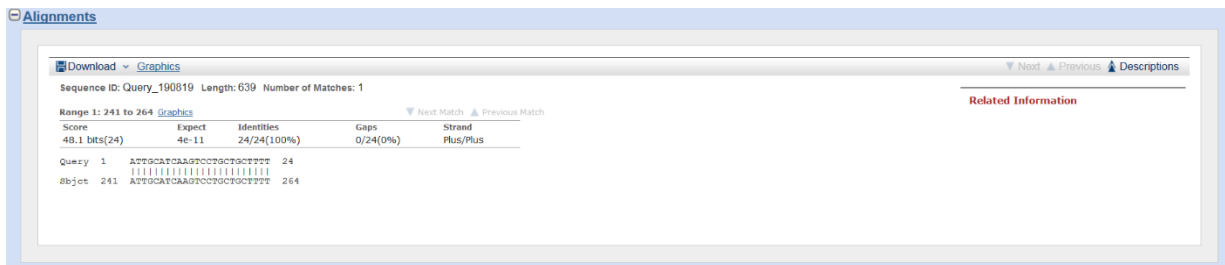 Alignments
Download Graphics Next Previous Descriptions
Sequence ID: Query_190819 Length: 639 Number of Matches: 1
Related Information
Range 1: 241 to 264 Graphics Next Match Previous Match
Score Expect Identities Gaps Strand
48.1 bits(24) 4e-11 24/24(100%) 0/24(0%) Plus/Plus
Query 1 ATTGCATCAAGTCCTGCTGCTTTT 24
||||||||||||||||||||||||
Sbjct 241 ATTGCATCAAGTCCTGCTGCTTTT 264